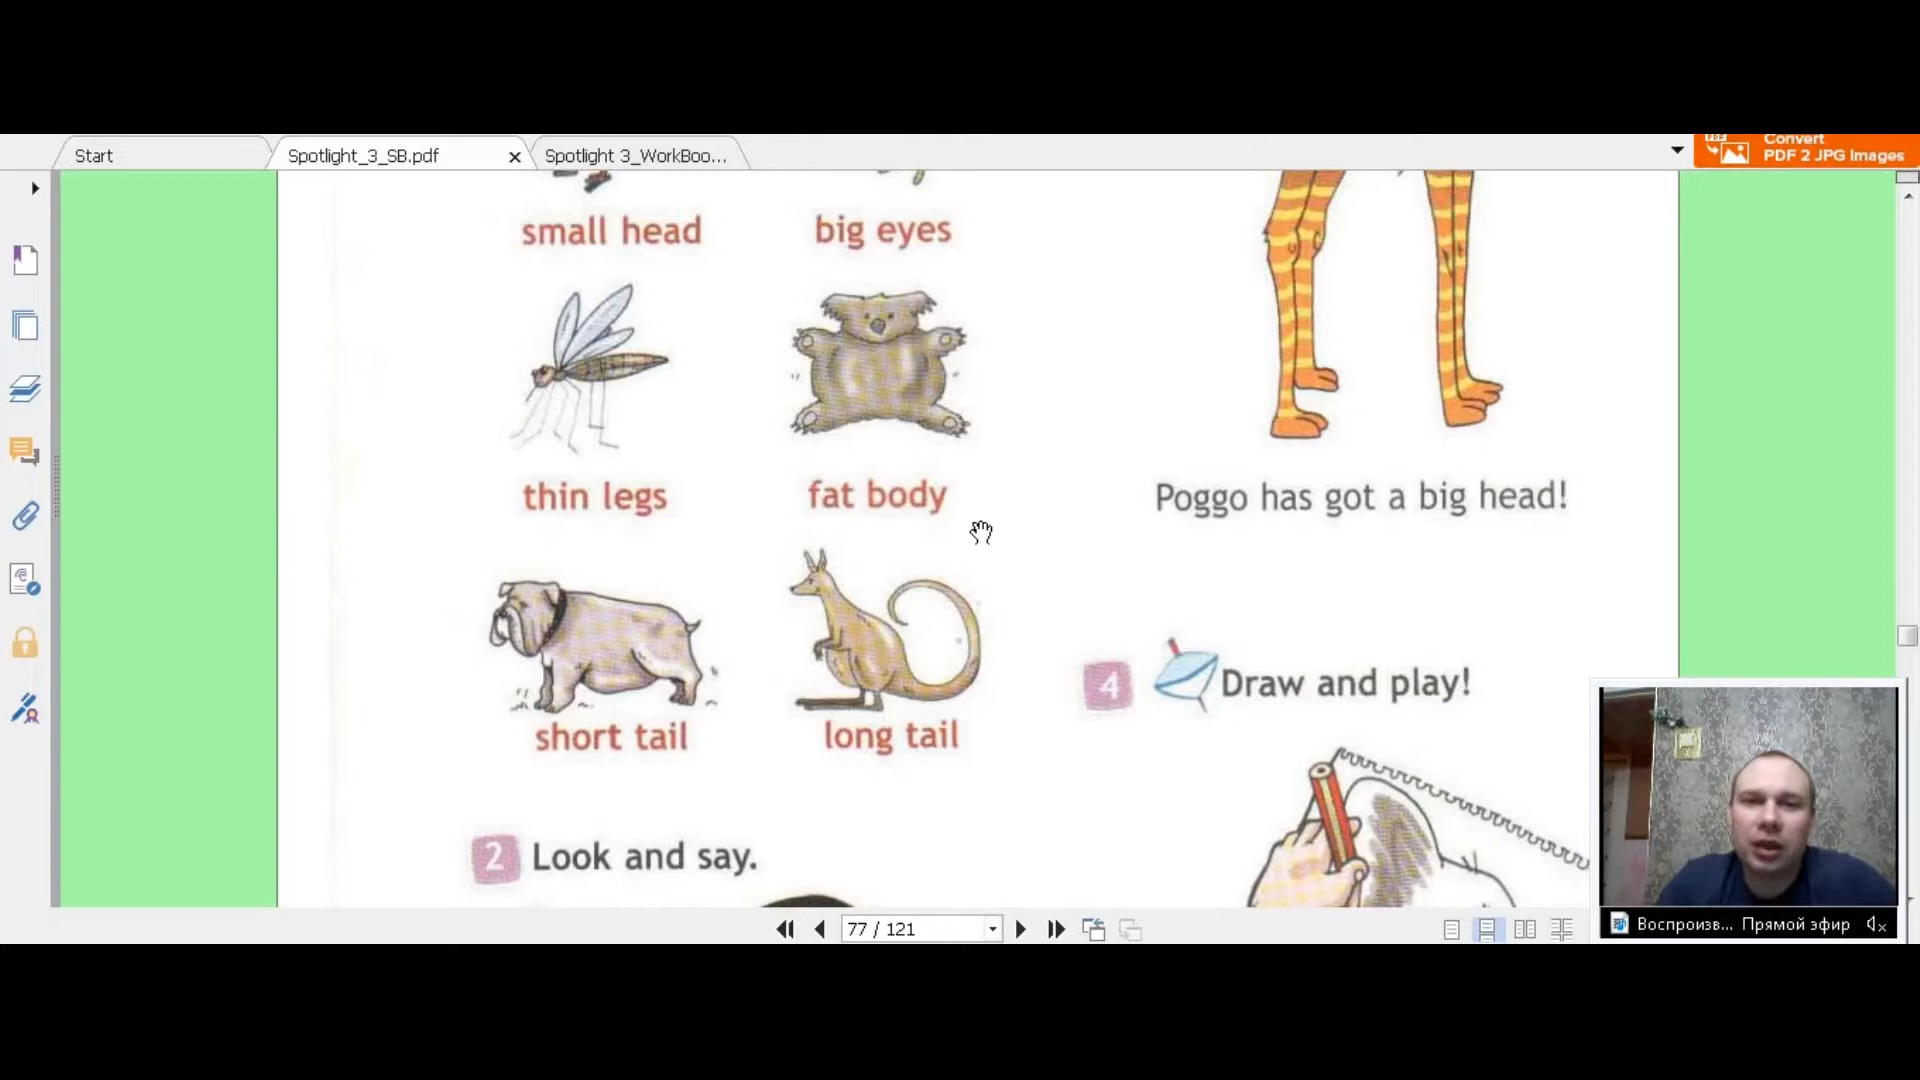 Convert
PDF 2 JPG Images
Start
Spotlight_3_SB.pdf
Spotlight 3_WorkBoo...
small head
big eyes
thin legs
fat body
Poggo has got a big head!
short tail
long tail
4 Draw and play!
2 Look and say.
77 / 121
Воспроизв... Прямой эфир